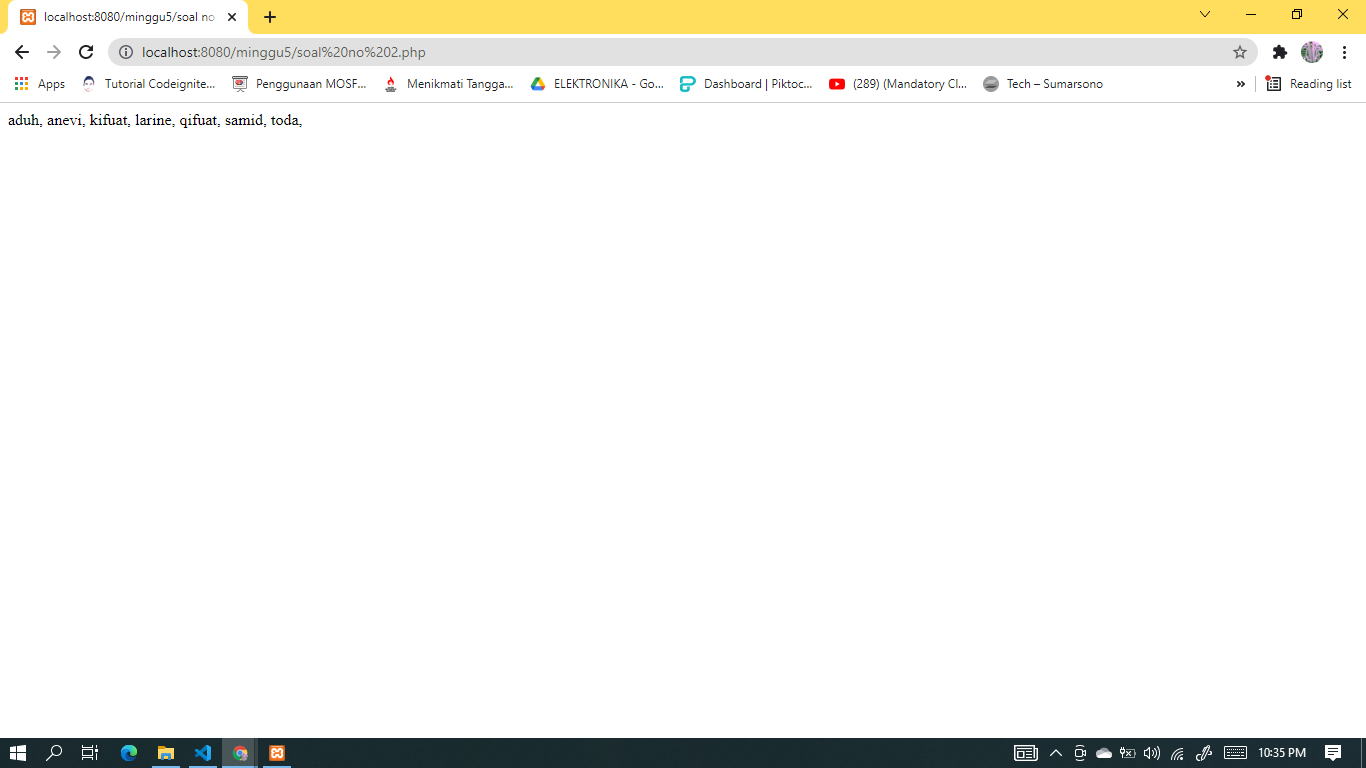 localhost:8080/minggu5/soal no
localhost:8080/minggu5/soal%20no%202.php
Apps Tutorial Codeignite... Penggunaan MOSF... Menikmati Tangga... ELEKTRONIKA - Go... Dashboard | Piktoc... (289) (Mandatory Cl... Tech – Sumarsono » Reading list
aduh, anevi, kifuat, larine, qifuat, samid, toda,
10:35 PM